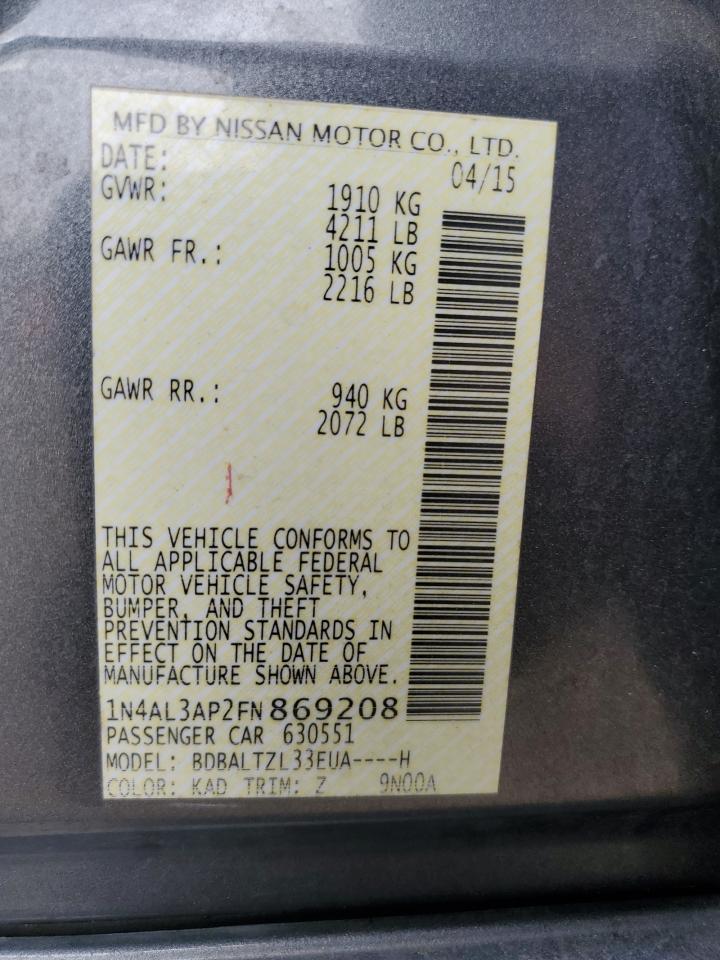 MFD BY NISSAN MOTOR CO., LTD.
DATE: 04/15
GVWR: 1910 KG
4211 LB
GAWR FR.: 1005 KG
2216 LB
GAWR RR.: 940 KG
2072 LB
THIS VEHICLE CONFORMS TO
ALL APPLICABLE FEDERAL
MOTOR VEHICLE SAFETY,
BUMPER, AND THEFT
PREVENTION STANDARDS IN
EFFECT ON THE DATE OF
MANUFACTURE SHOWN ABOVE.
1N4AL3AP2FN869208
PASSENGER CAR 630551
MODEL: BDBALTZL33EUA----H
COLOR: KAD TRIM: Z 9N00A